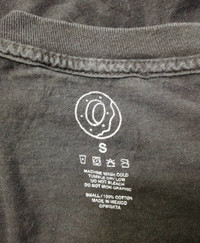 S
MACHINE WASH COLD
TUMBLE DRY LOW
DO NOT BLEACH
DO NOT IRON GRAPHIC
SMALL / 100% COTTON
MADE IN MEXICO